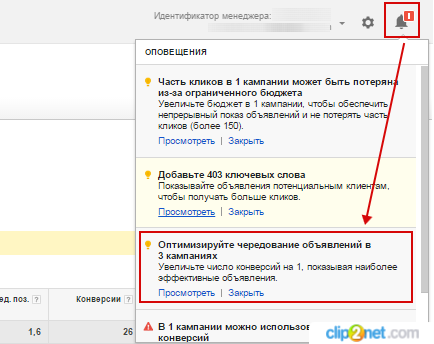 Идентификатор менеджера:
ОПОВЕЩЕНИЯ
Часть кликов в 1 кампании может быть потеряна
из-за ограниченного бюджета
Увеличьте бюджет в 1 кампании, чтобы обеспечить
непрерывный показ объявлений и не потерять часть
кликов (более 150).
Просмотреть | Закрыть
Добавьте 403 ключевых слова
Показывайте объявления потенциальным клиентам,
чтобы получать больше кликов.
Просмотреть | Закрыть
Оптимизируйте чередование объявлений в
3 кампаниях
Увеличьте число конверсий на 1, показывая наиболее
эффективные объявления.
Просмотреть | Закрыть
ед. поз. ? Конверсии ?
1,6 26
В 1 кампании можно использов
конверсий
clip2net.com